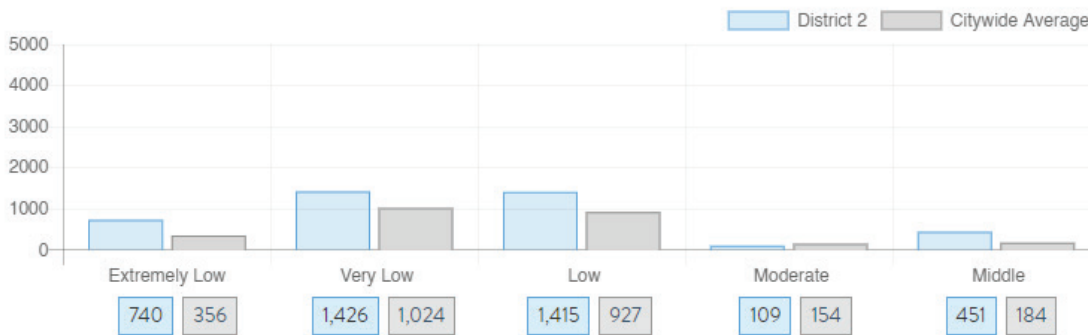 District 2 Citywide Average
5000
4000
3000
2000
1000
0
Extremely Low Very Low Low Moderate Middle
740 356 1,426 1,024 1,415 927 109 154 451 184